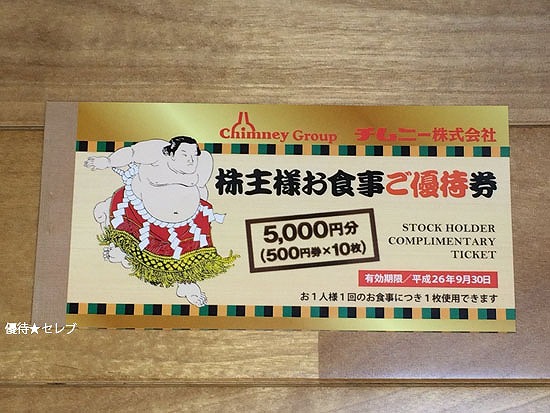 Chimney Group チムニー株式会社
株主様お食事ご優待券
5,000円分
(500円券×10枚)
STOCK HOLDER
COMPLIMENTARY
TICKET
有効期限／平成26年9月30日
お1人様1回のお食事につき1枚使用できます
優待★セレブ